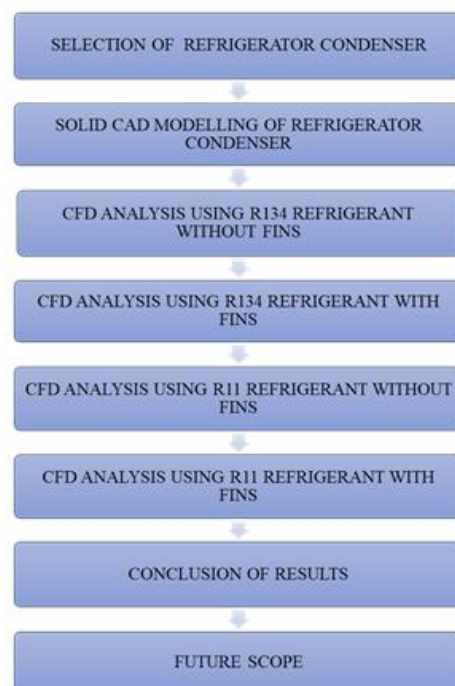 SELECTION OF REFRIGERATOR CONDENSER
SOLID CAD MODELLING OF REFRIGERATOR
CONDENSER
CFD ANALYSIS USING R134 REFRIGERANT
WITHOUT FINS
CFD ANALYSIS USING R134 REFRIGERANT WITH
FINS
CFD ANALYSIS USING R11 REFRIGERANT WITHOUT
FINS
CFD ANALYSIS USING R11 REFRIGERANT WITH
FINS
CONCLUSION OF RESULTS
FUTURE SCOPE